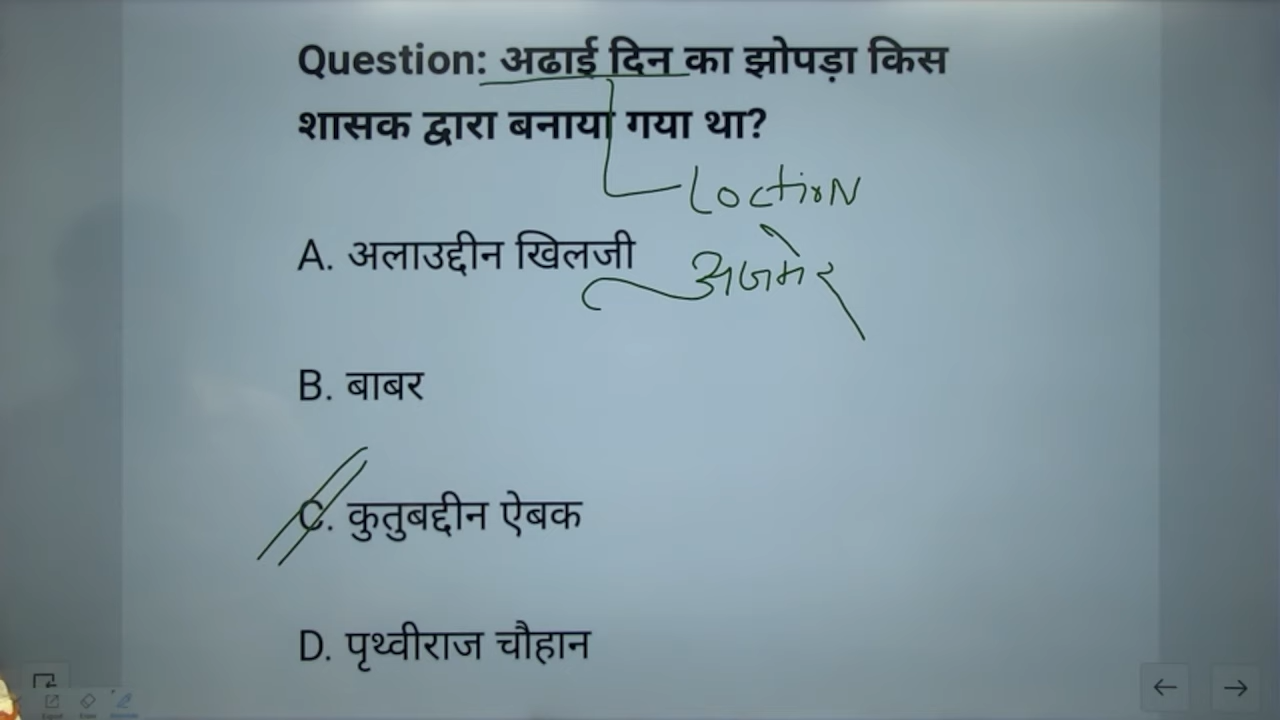 Question: अढाई दिन का झोपड़ा किस
शासक द्वारा बनाया गया था?
LoctioN
A. अलाउद्दीन खिलजी
अजमेर
B. बाबर
C. कुतुबद्दीन ऐबक
D. पृथ्वीराज चौहान